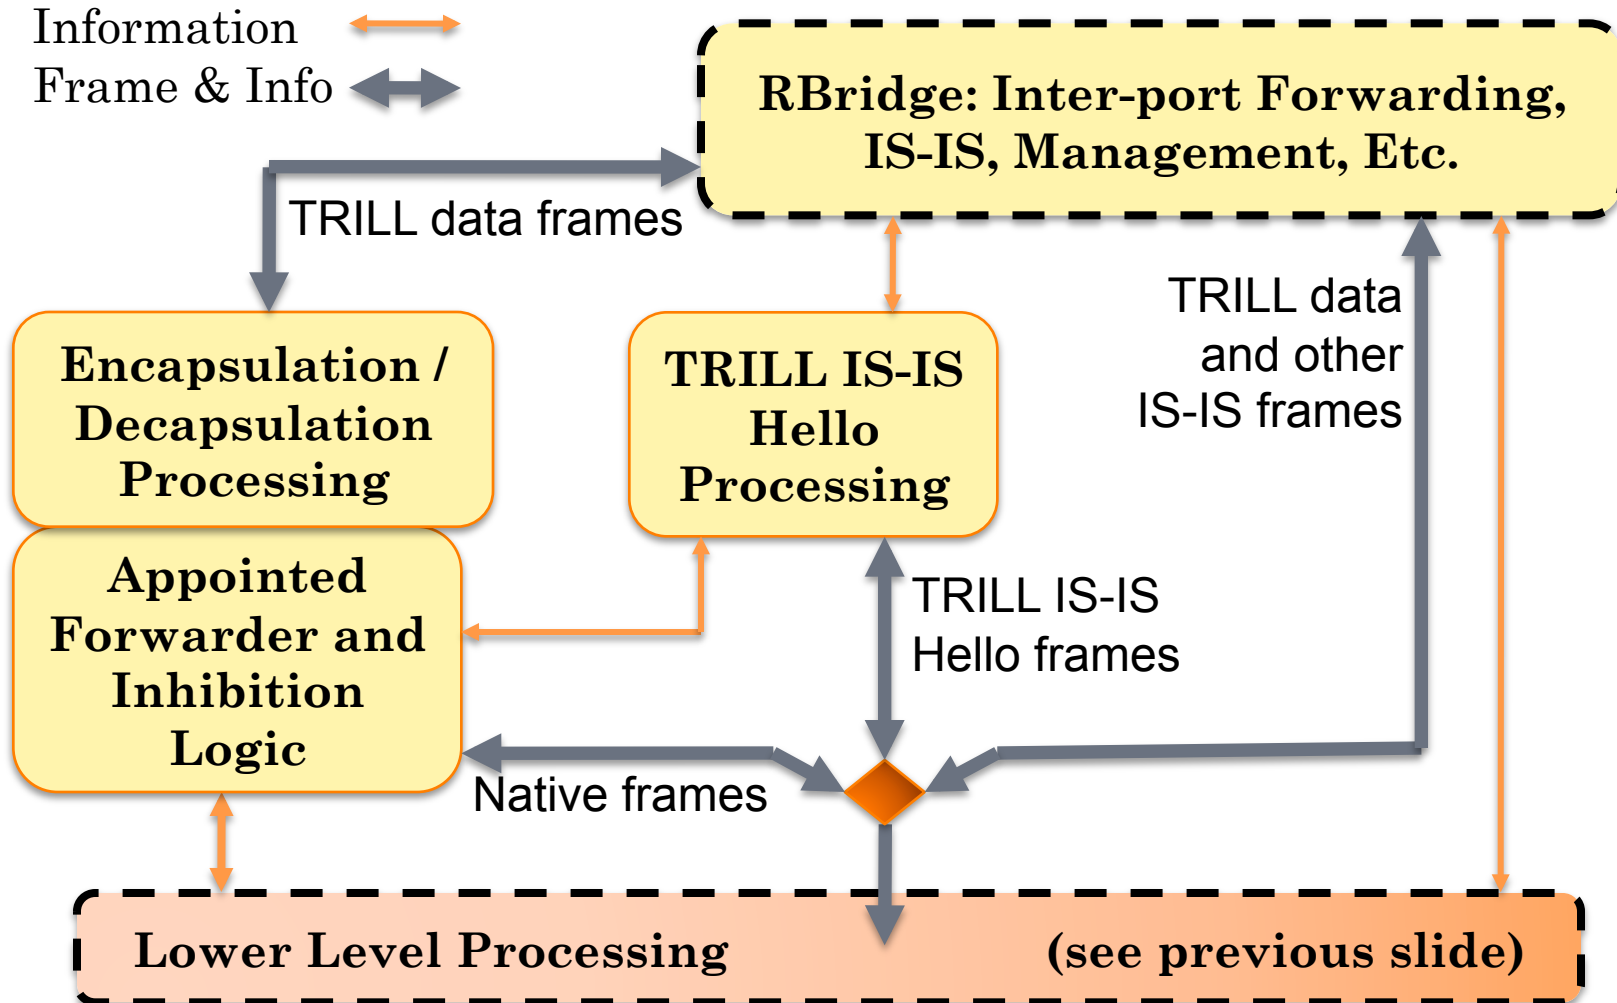 Information
Frame & Info
RBridge: Inter-port Forwarding,
IS-IS, Management, Etc.
TRILL data frames
TRILL data
and other
IS-IS frames
Encapsulation /
Decapsulation
Processing
TRILL IS-IS
Hello
Processing
Appointed
Forwarder and
Inhibition
Logic
TRILL IS-IS
Hello frames
Native frames
Lower Level Processing (see previous slide)